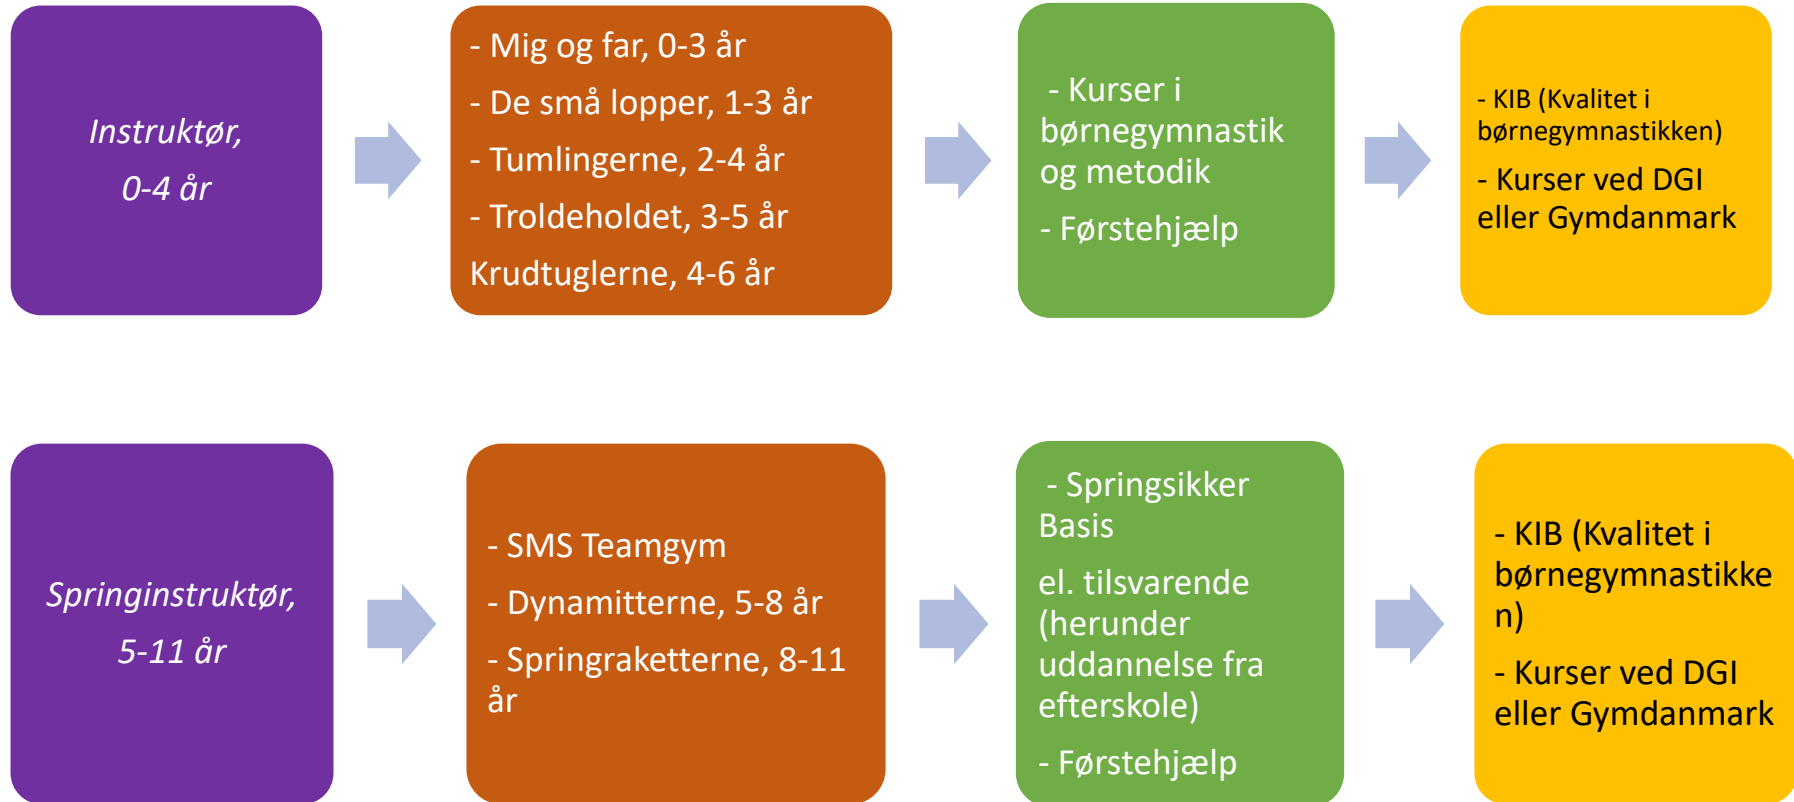 Instruktør,
0-4 år
- Mig og far, 0-3 år
- De små lopper, 1-3 år
- Tumlingerne, 2-4 år
- Troldeholdet, 3-5 år
Krudtuglerne, 4-6 år
- Kurser i
børnegymnastik
og metodik
- Førstehjælp
- KIB (Kvalitet i
børnegymnastikken)
- Kurser ved DGI
eller Gymdanmark
Springinstruktør,
5-11 år
- SMS Teamgym
- Dynamitterne, 5-8 år
- Springraketterne, 8-11
år
- Springsikker
Basis
el. tilsvarende
(herunder
uddannelse fra
efterskole)
- Førstehjælp
- KIB (Kvalitet i
børnegymnastikke
n)
- Kurser ved DGI
eller Gymdanmark